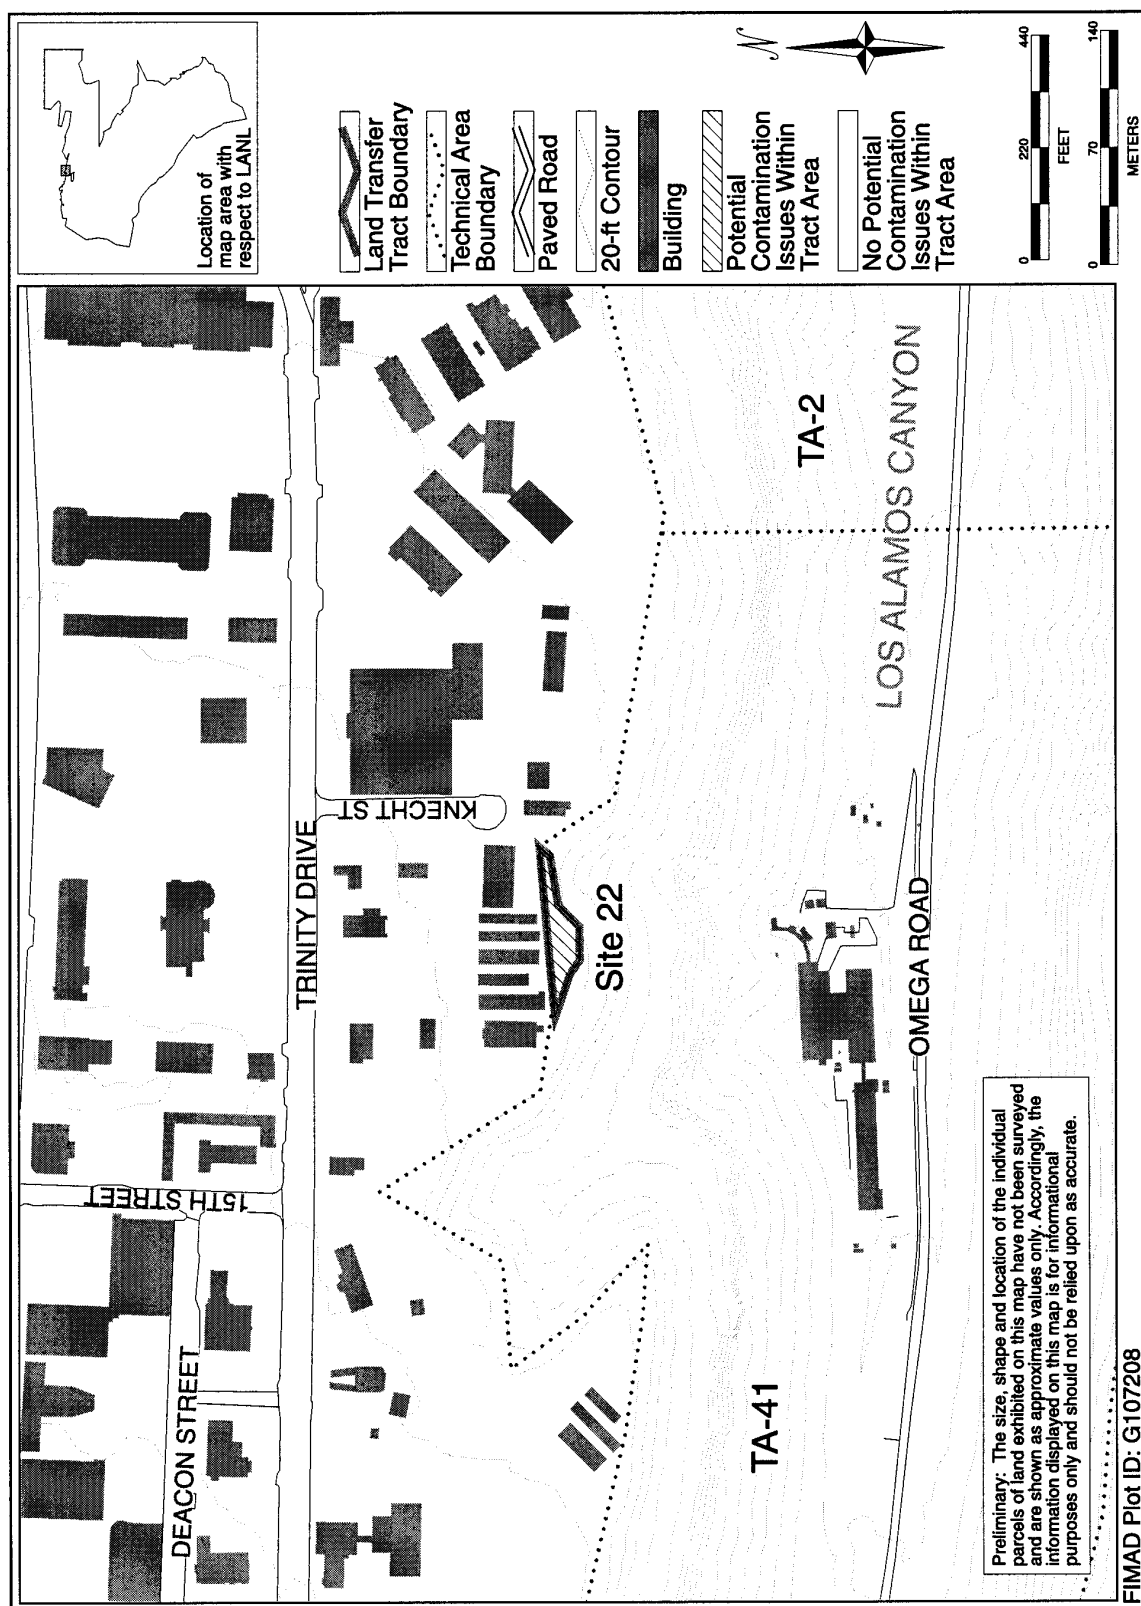 Location of
map area with
respect to LANL
Land Transfer
Tract Boundary
Technical Area
Boundary
Paved Road
20-ft Contour
Building
Potential
Contamination
Issues Within
Tract Area
No Potential
Contamination
Issues Within
Tract Area
N
0 220 440
FEET
0 70 140
METERS
DEACON STREET
15TH STREET
TRINITY DRIVE
KNECHT ST
Site 22
TA-41
TA-2
LOS ALAMOS CANYON
OMEGA ROAD
Preliminary: The size, shape and location of the individual
parcels of land exhibited on this map have not been surveyed
and are shown as approximate values only. Accordingly, the
information displayed on this map is for informational
purposes only and should not be relied upon as accurate.
FIMAD Plot ID: G107208